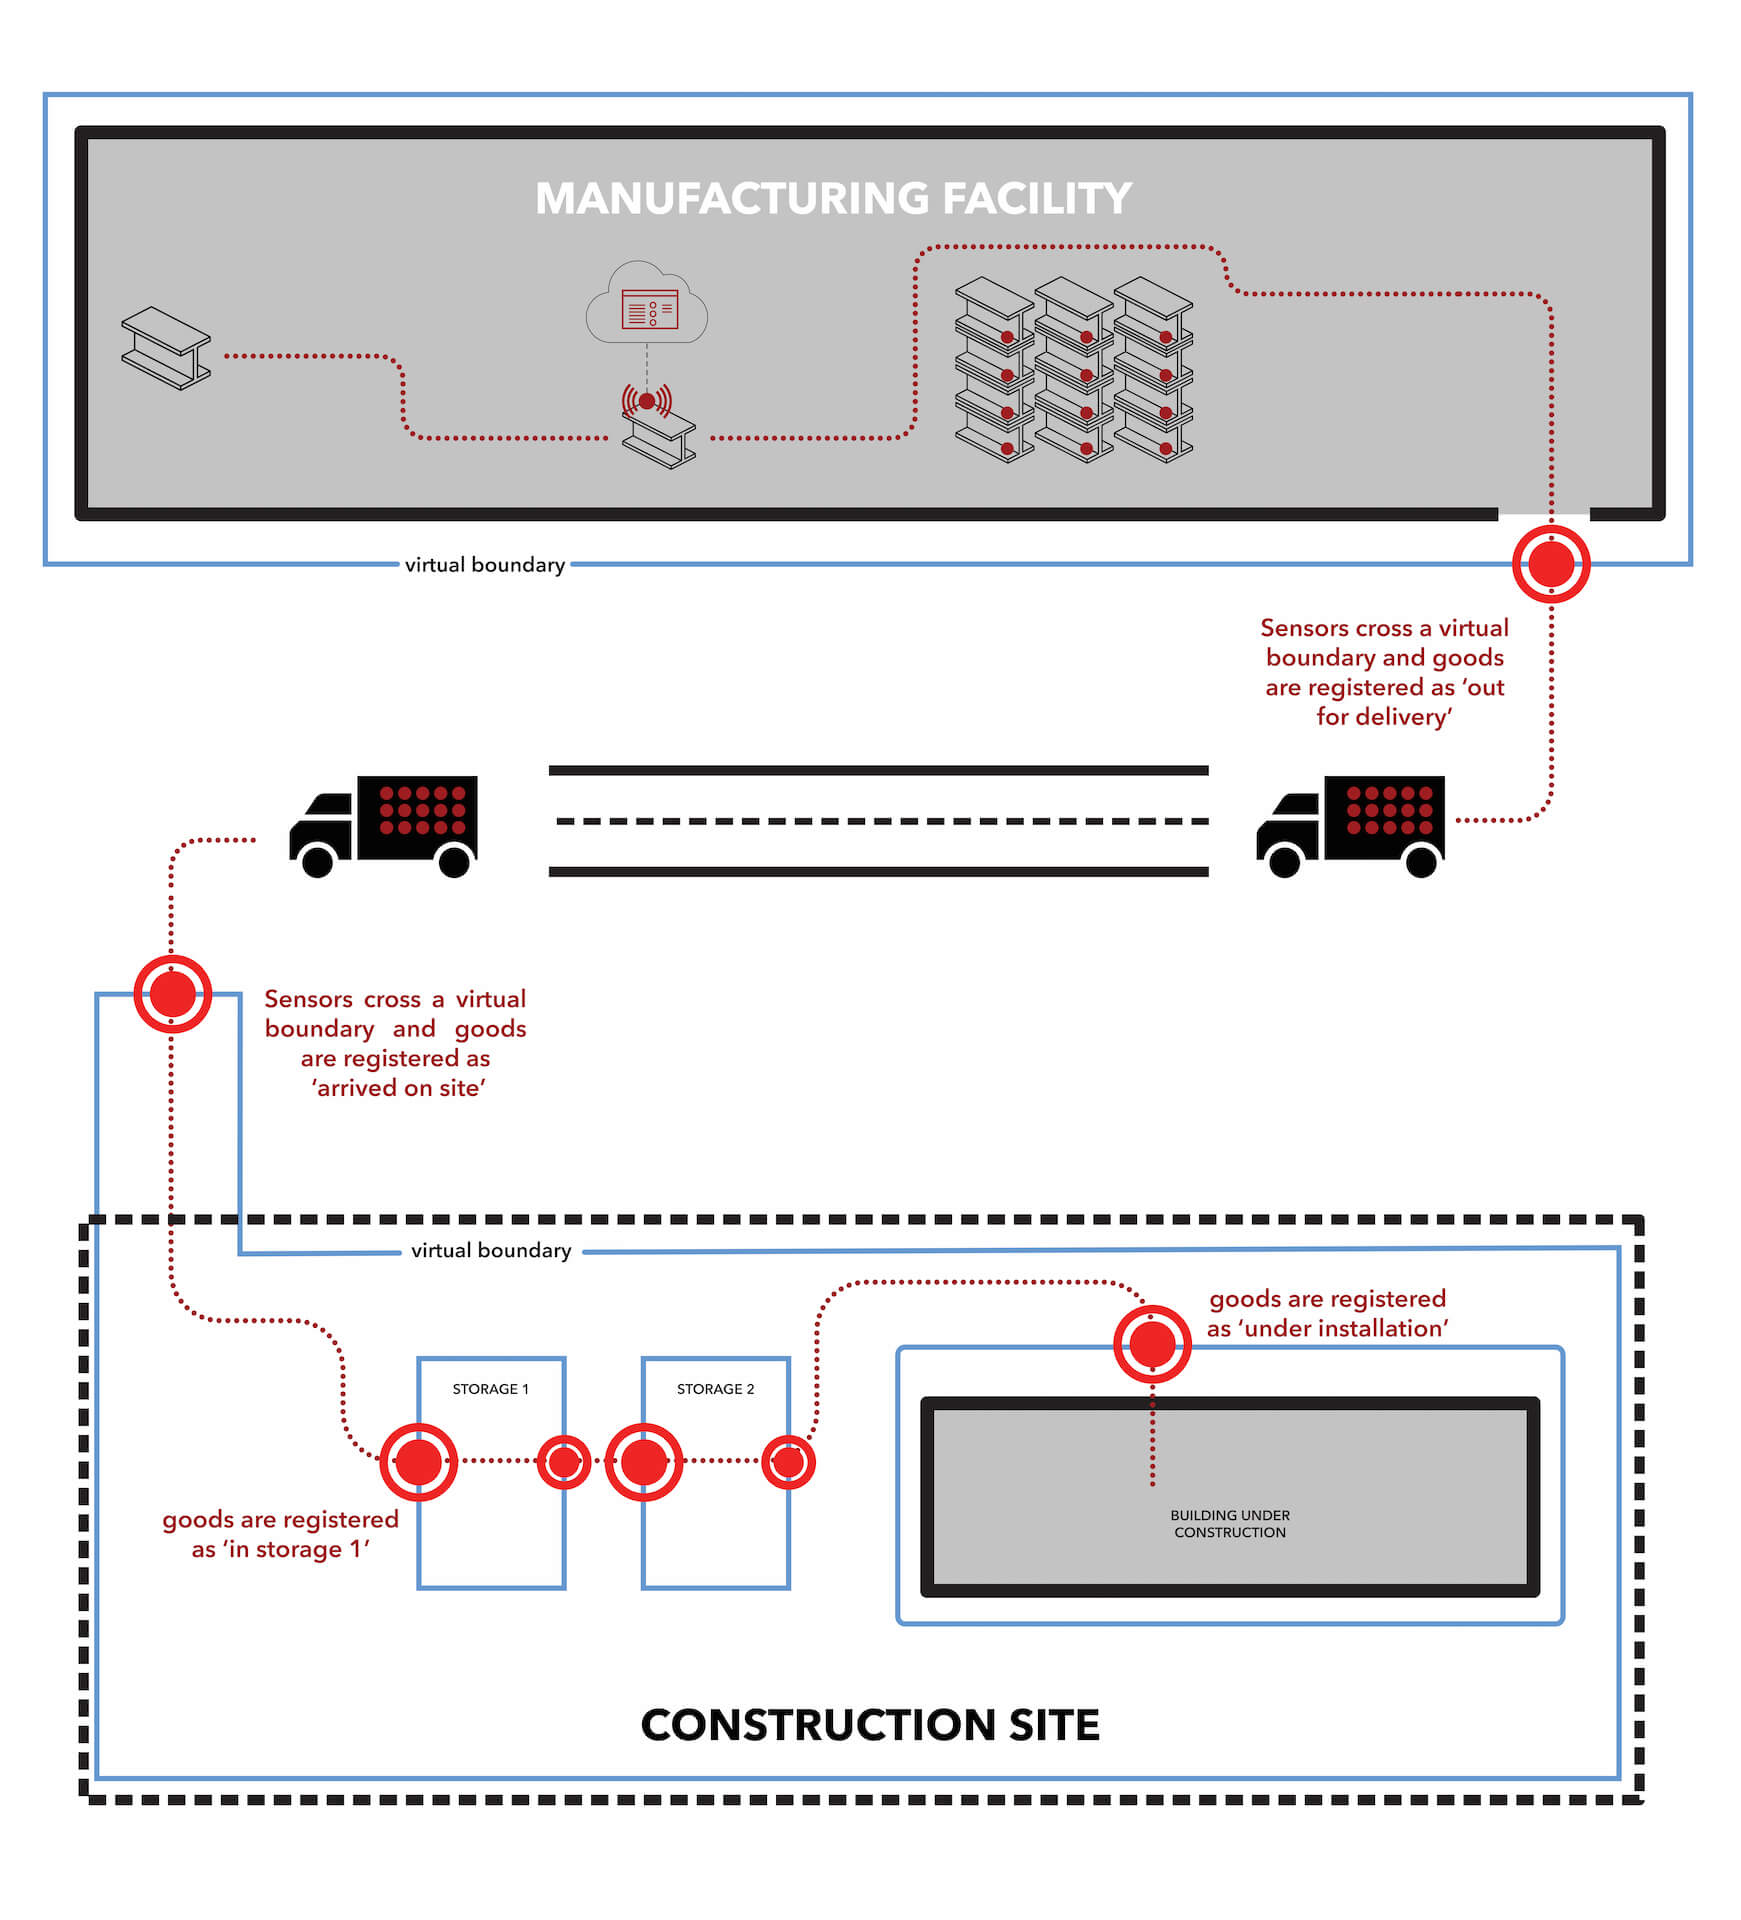 MANUFACTURING FACILITY
virtual boundary
Sensors cross a virtual
boundary and goods
are registered as ‘out
for delivery’
Sensors cross a virtual
boundary and goods
are registered as
‘arrived on site’
virtual boundary
goods are registered
as ‘under installation’
STORAGE 1
STORAGE 2
goods are registered
as ‘in storage 1’
BUILDING UNDER
CONSTRUCTION
CONSTRUCTION SITE